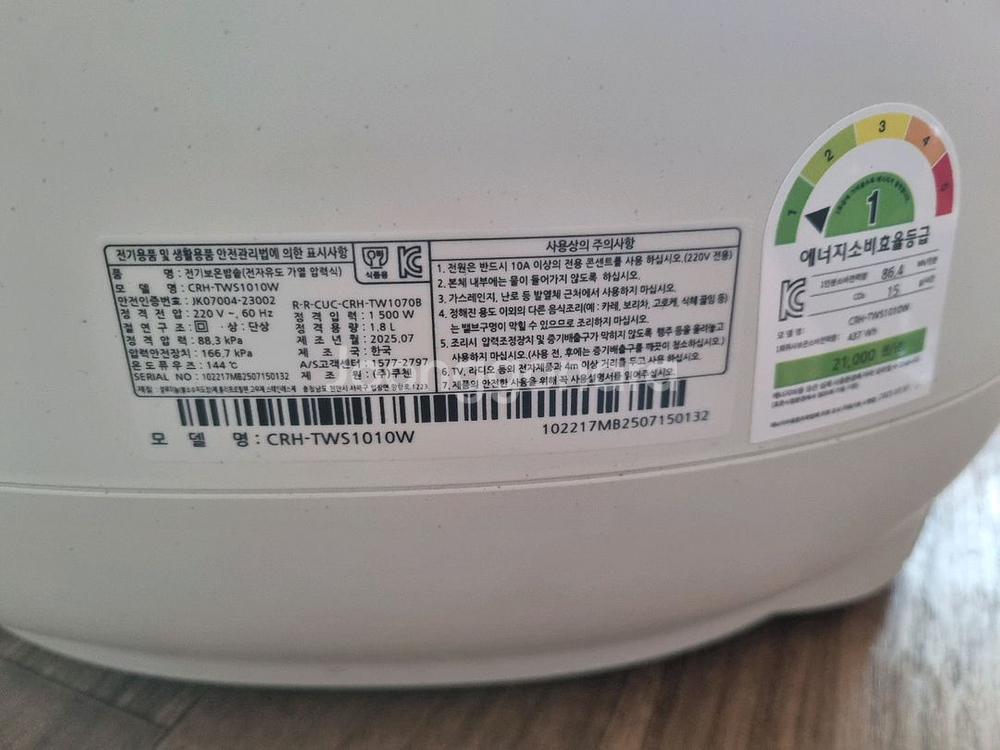 전기용품 및 생활용품 안전관리법에 의한 표시사항
식품용
품 명 : 전기보온밥솥(전자유도 가열 압력식)
모 델 명 : CRH-TWS1010W
안전인증번호 : JK07004-23002 R-R-CUC-CRH-TW1070B
정 격 전 압 : 220 V ~, 60 Hz 정 격 입 력 : 1 500 W
절 연 구 조 : 상 : 단상 정 격 용 량 : 1.8 L
정 격 압 력 : 88.3 kPa 제 조 년 월 : 2025.07
압력안전장치 : 166.7 kPa 제 조 국 : 한국
온 도 퓨 즈 : 144 ℃ A/S고객센터 : 1577-2797
SERIAL NO : 102217MB2507150132 제 조 원 : (주)쿠첸
사용상의 주의사항
1. 전원은 반드시 10A 이상의 전용 콘센트를 사용 하십시오.(220V 전용)
2. 본체 내부에는 물이 들어가지 않도록 하십시오.
3. 가스레인지, 난로 등 발열체 근처에서 사용하지 마십시오.
4. 정해진 용도 이외의 다른 음식조리(예 : 카레, 보리차, 고로케, 식혜 끓임 등)
는 밸브구멍이 막힐 수 있으므로 조리하지 마십시오.
5. 조리시 압력조정장치 및 증기배출구가 막히지 않도록 행주 등을 올려놓고
사용하지 마십시오.(사용 전, 후에는 증기배출구를 깨끗이 청소하십시오.)
6. TV, 라디오 등의 전자제품과 4m 이상 거리를 두고 사용 하십시오.
7. 제품의 안전한 사용을 위해 꼭 사용설명서를 읽어주십시오.
모 델 명 : CRH-TWS1010W
102217MB2507150132
1 2 3 4 5
1
에너지소비효율등급
86.4
CO₂ 15
모델명 : CRH-TWS1010W
437 Wh
21,000